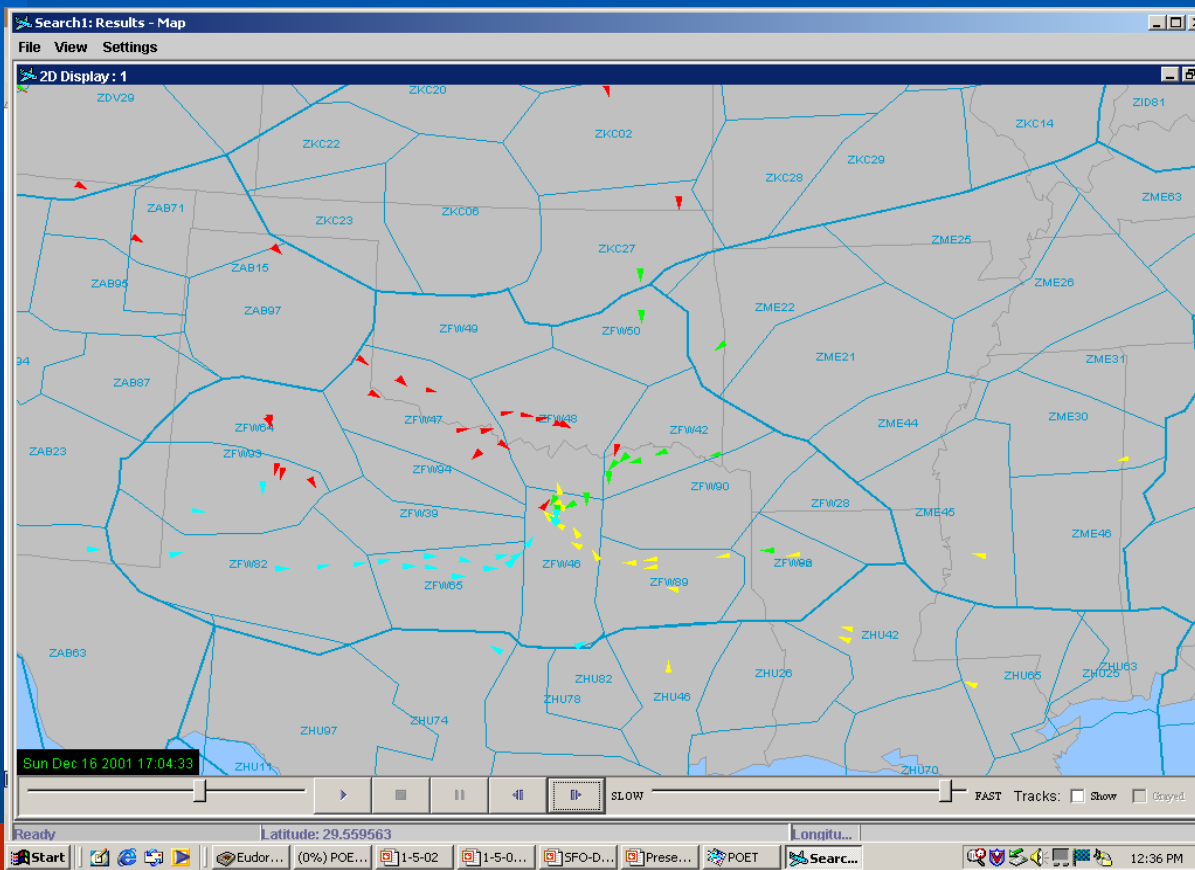 Search1: Results - Map
File View Settings
2D Display : 1
ZDV29 ZKC20 ZID81
ZKC02 ZKC14
ZKC22 ZKC29
ZKC28
ZAB71 ZKC23 ZKC06 ZME63
ZKC27 ZME25
ZAB95 ZAB15 ZME26
ZAB97 ZFW49 ZFW50 ZME22
94 ZAB87 ZME21 ZME31
ZFW64 ZFW47 ZFW48 ZFW42 ZME44 ZME30
ZAB23 ZFW93 ZFW94
ZFW39 ZFW90 ZFW28 ZME45
ZME46
ZFW82 ZFW65 ZFW46 ZFW89
ZAB63 ZHU42
ZHU82 ZHU26 ZHU65 ZHU25 ZHU63
ZHU78 ZHU46
ZHU97 ZHU74
ZHU11 ZHU70
Sun Dec 16 2001 17:04:33
SLOW FAST Tracks: Show Grayed
Ready Latitude: 29.559563 Longitu...
Start Eudor... (0%) POE... 1-5-02 1-5-0... SFO-D... Prese... POET Searc... 12:36 PM